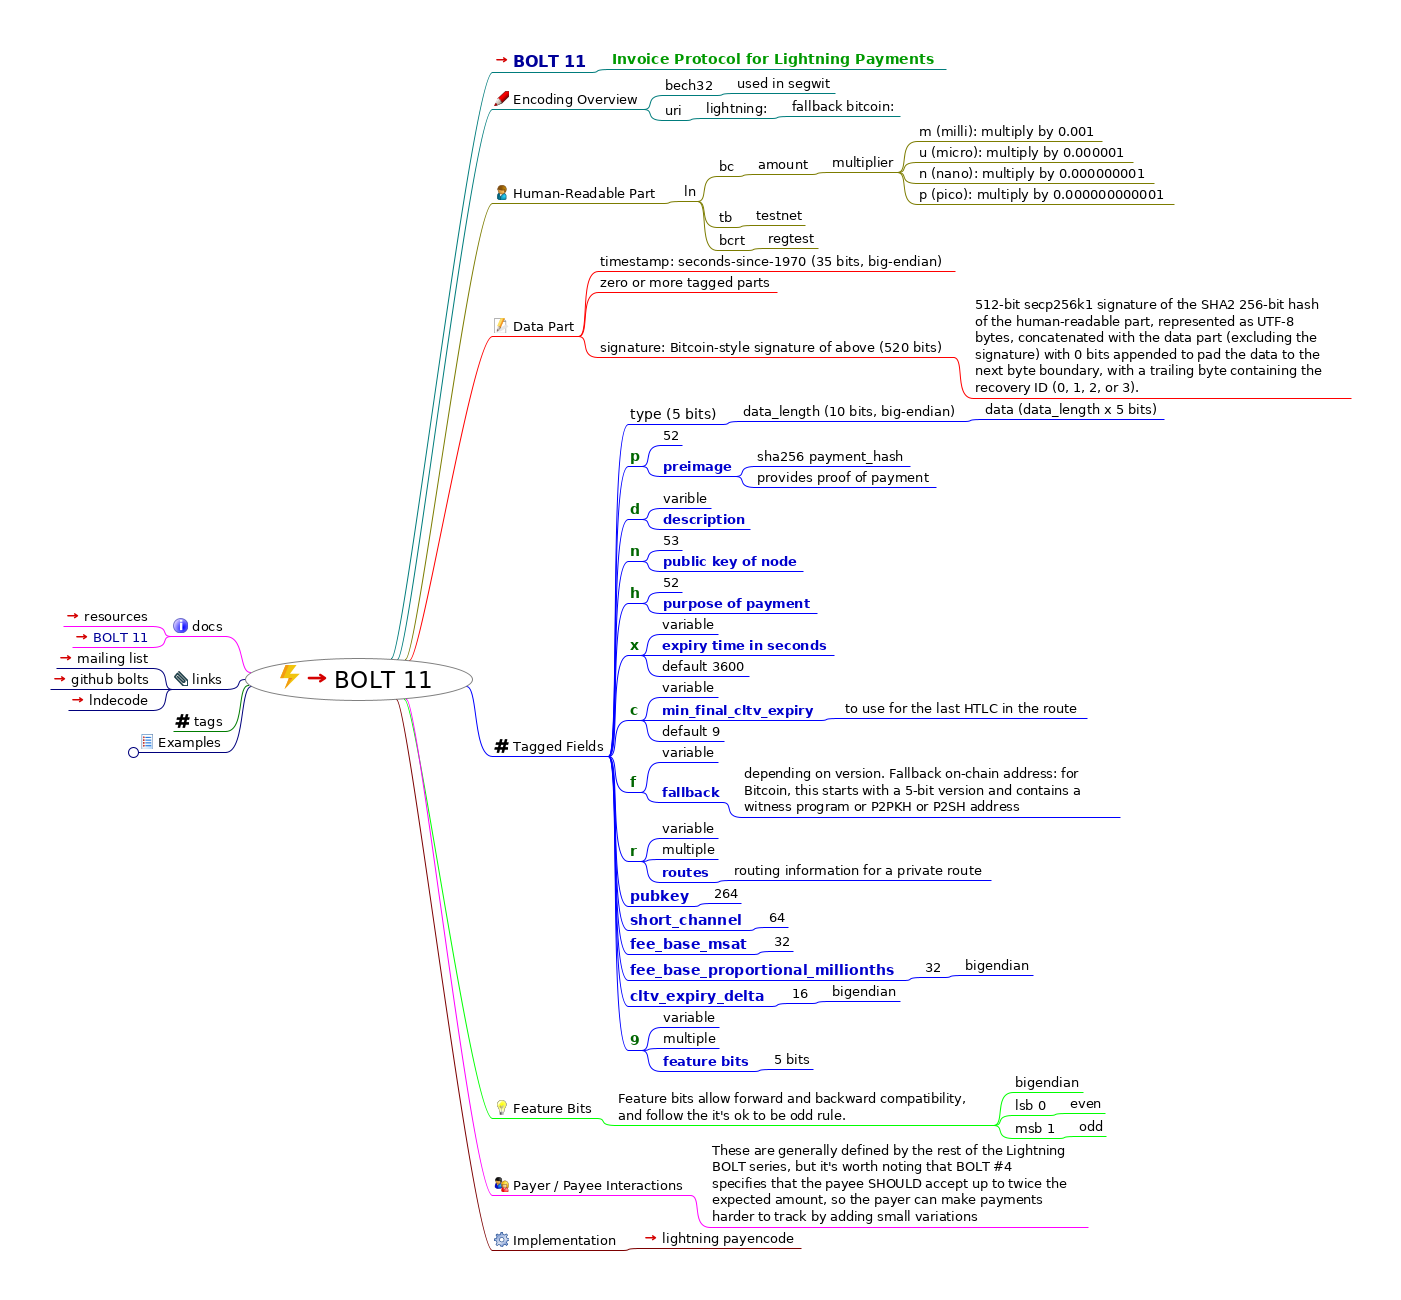 BOLT 11
Invoice Protocol for Lightning Payments
Encoding Overview
bech32
used in segwit
uri
lightning:
fallback bitcoin:
Human-Readable Part
ln
bc
amount
multiplier
m (milli): multiply by 0.001
u (micro): multiply by 0.000001
n (nano): multiply by 0.000000001
p (pico): multiply by 0.000000000001
tb
testnet
bcrt
regtest
Data Part
timestamp: seconds-since-1970 (35 bits, big-endian)
zero or more tagged parts
signature: Bitcoin-style signature of above (520 bits)
512-bit secp256k1 signature of the SHA2 256-bit hash
of the human-readable part, represented as UTF-8
bytes, concatenated with the data part (excluding the
signature) with 0 bits appended to pad the data to the
next byte boundary, with a trailing byte containing the
recovery ID (0, 1, 2, or 3).
# Tagged Fields
type (5 bits)
data_length (10 bits, big-endian)
data (data_length x 5 bits)
p
52
preimage
sha256 payment_hash
provides proof of payment
d
varible
description
n
53
public key of node
h
52
purpose of payment
x
variable
expiry time in seconds
default 3600
c
variable
min_final_cltv_expiry
to use for the last HTLC in the route
default 9
f
variable
fallback
depending on version. Fallback on-chain address: for
Bitcoin, this starts with a 5-bit version and contains a
witness program or P2PKH or P2SH address
r
variable
multiple
routes
routing information for a private route
pubkey
264
short_channel
64
fee_base_msat
32
fee_base_proportional_millionths
32
bigendian
cltv_expiry_delta
16
bigendian
9
variable
multiple
feature bits
5 bits
Feature Bits
Feature bits allow forward and backward compatibility,
and follow the it's ok to be odd rule.
bigendian
lsb 0
even
msb 1
odd
Payer / Payee Interactions
These are generally defined by the rest of the Lightning
BOLT series, but it's worth noting that BOLT #4
specifies that the payee SHOULD accept up to twice the
expected amount, so the payer can make payments
harder to track by adding small variations
Implementation
lightning payencode
BOLT 11
docs
resources
BOLT 11
links
mailing list
github bolts
lndecode
# tags
Examples